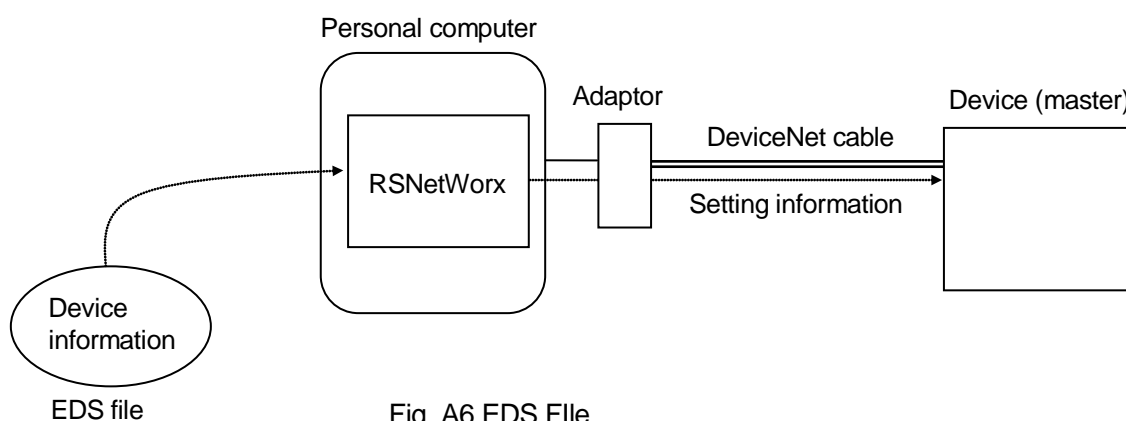 Personal computer
Adaptor
Device (master)
DeviceNet cable
RSNetWorx
Setting information
Device
information
EDS file
Fig. A6 EDS FIle